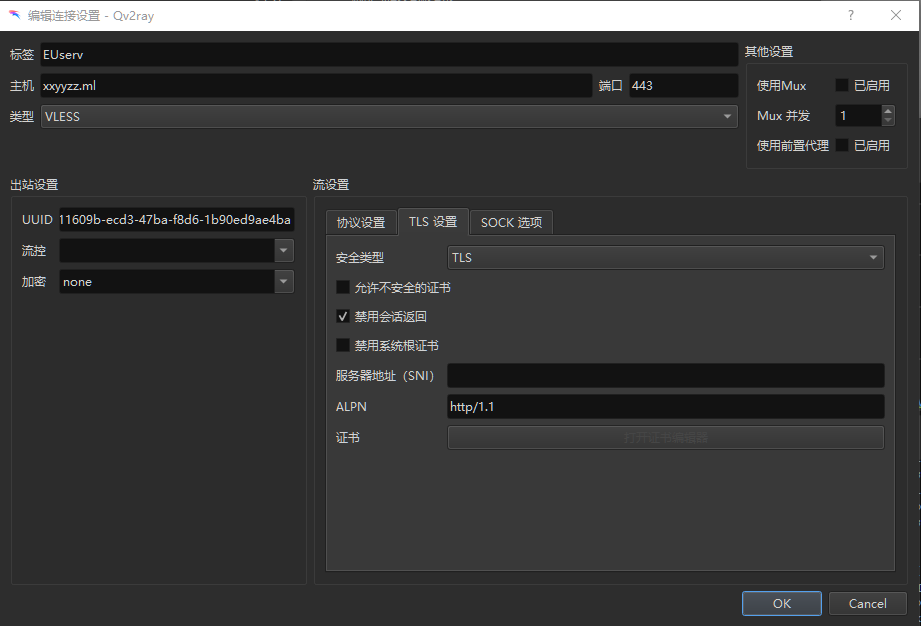 编辑连接设置 - Qv2ray
?
标签 EUserv
主机 xxyyzz.ml 端口 443
类型 VLESS
其他设置
使用Mux 已启用
Mux 并发 1
使用前置代理 已启用
出站设置
UUID 11609b-ecd3-47ba-f8d6-1b90ed9ae4ba
流控
加密 none
流设置
协议设置 TLS 设置 SOCK 选项
安全类型 TLS
允许不安全的证书
禁用会话返回
禁用系统根证书
服务器地址（SNI）
ALPN http/1.1
证书 打开证书编辑器
OK Cancel